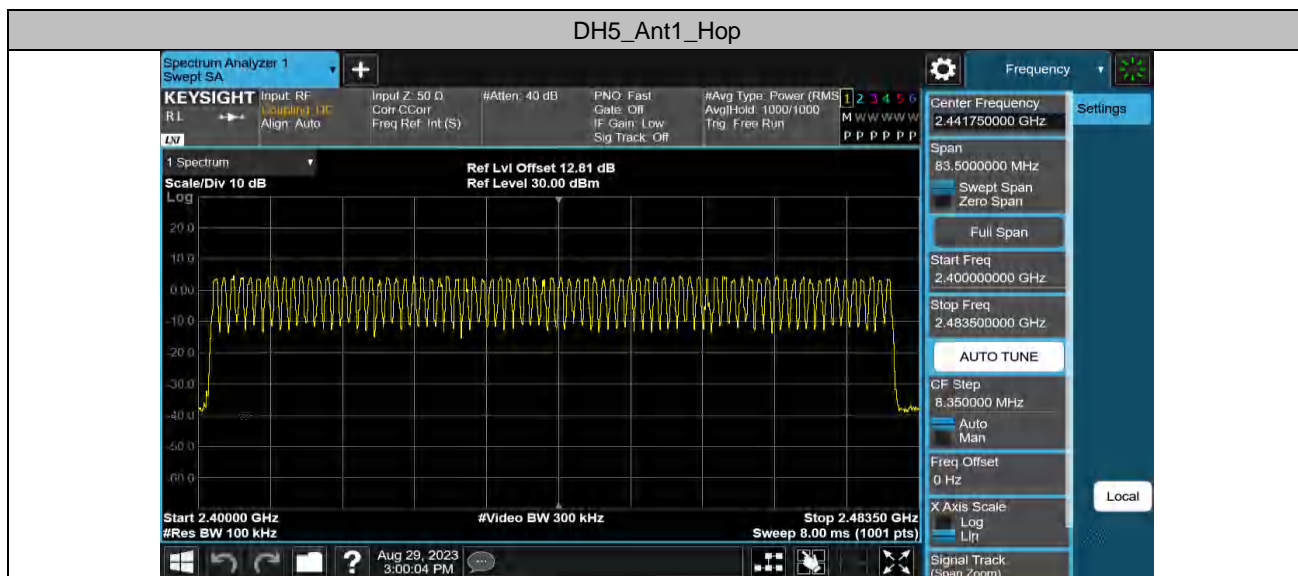 DH5_Ant1_Hop
Spectrum Analyzer 1
Swept SA
Frequency
KEYSIGHT
RL
LXI
Input: RF
Coupling: DC
Align: Auto
Input Z: 50 Ω
Corr CCorr
Freq Ref: Int (S)
#Atten: 40 dB
PNO: Fast
Gate: Off
IF Gain: Low
Sig Track: Off
#Avg Type: Power (RMS
Avg|Hold: 1000/1000
Trig: Free Run
1 2 3 4 5 6
M W W W W W
P P P P P P
Center Frequency
2.441750000 GHz
Settings
Span
83.5000000 MHz
Swept Span
Zero Span
Full Span
Start Freq
2.400000000 GHz
Stop Freq
2.483500000 GHz
AUTO TUNE
CF Step
8.350000 MHz
Auto
Man
Freq Offset
0 Hz
X Axis Scale
Log
Lin
Signal Track
(Span Zoom)
Local
1 Spectrum
Scale/Div 10 dB
Ref Lvl Offset 12.81 dB
Ref Level 30.00 dBm
Log
20.0
10.0
0.00
-10.0
-20.0
-30.0
-40.0
-50.0
-60.0
Start 2.40000 GHz
#Video BW 300 kHz
Stop 2.48350 GHz
#Res BW 100 kHz
Sweep 8.00 ms (1001 pts)
Aug 29, 2023
3:00:04 PM